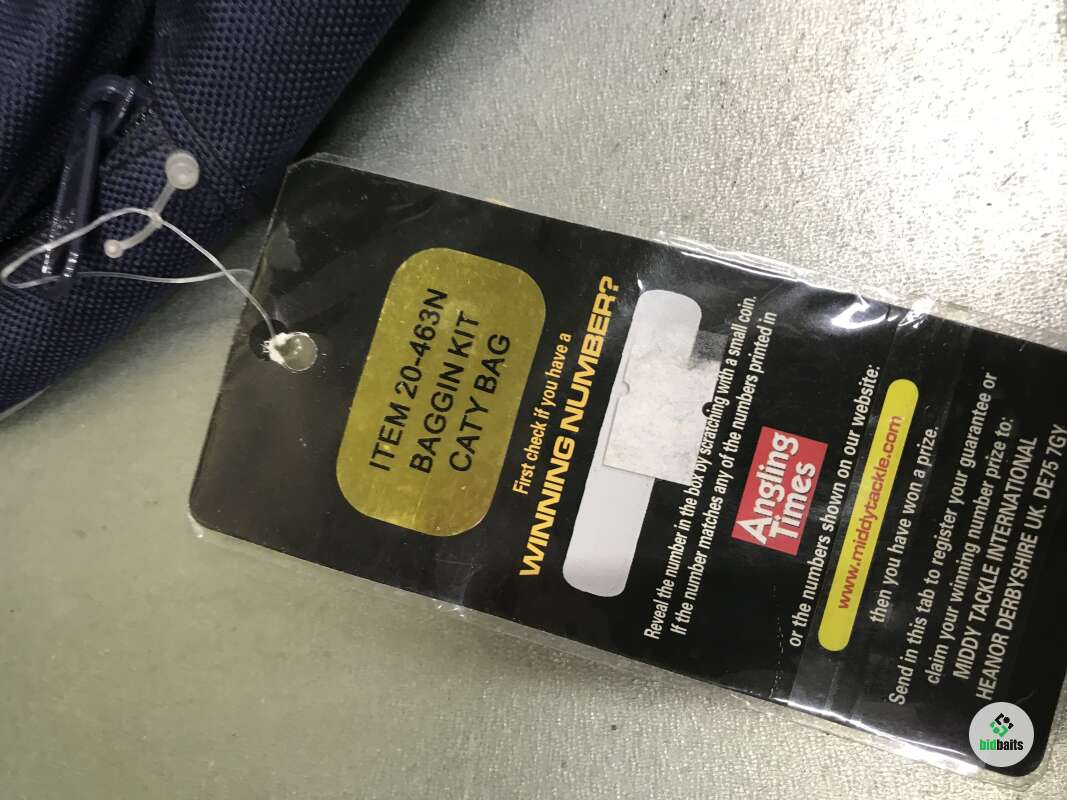 ITEM 20-463N
BAGGIN KIT
CATY BAG
First check if you have a
WINNING NUMBER?
Reveal the number in the box by scratching with a small coin.
If the number matches any of the numbers printed in
Angling
Times
or the numbers shown on our website:
www.middytackle.com
then you have won a prize.
Send in this tab to register your guarantee or
claim your winning number prize to:
MIDDY TACKLE INTERNATIONAL
HEANOR DERBYSHIRE UK. DE75 7GY
bidbaits